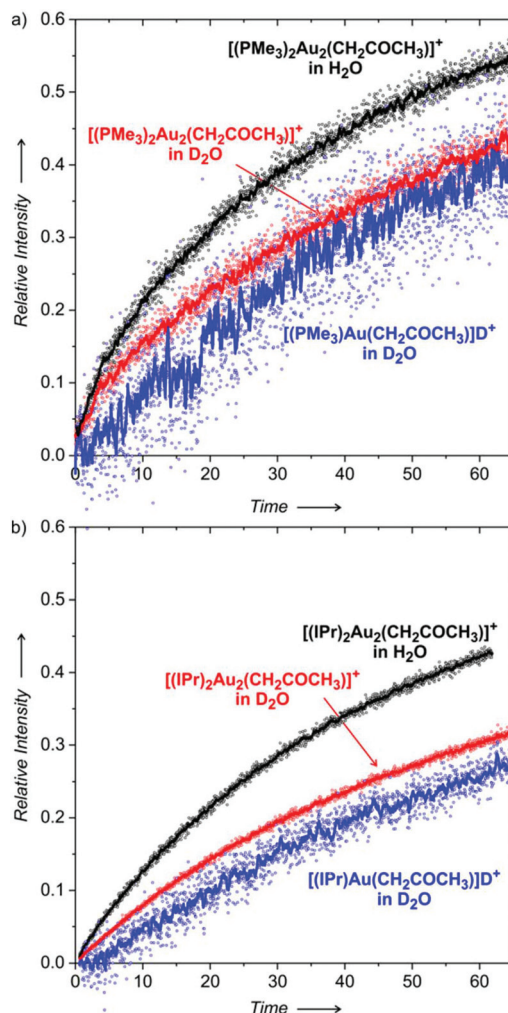 a)
0.6
0.5
0.4
0.3
0.2
0.1
0.0
Relative Intensity
[(PMe₃)₂Au₂(CH₂COCH₃)]⁺
in H₂O
[(PMe₃)₂Au₂(CH₂COCH₃)]⁺
in D₂O
[(PMe₃)Au(CH₂COCH₃)]D⁺
in D₂O
0 10 20 30 40 50 60
Time
b)
0.6
0.5
0.4
0.3
0.2
0.1
0.0
Relative Intensity
[(IPr)₂Au₂(CH₂COCH₃)]⁺
in H₂O
[(IPr)₂Au₂(CH₂COCH₃)]⁺
in D₂O
[(IPr)Au(CH₂COCH₃)]D⁺
in D₂O
0 10 20 30 40 50 60
Time